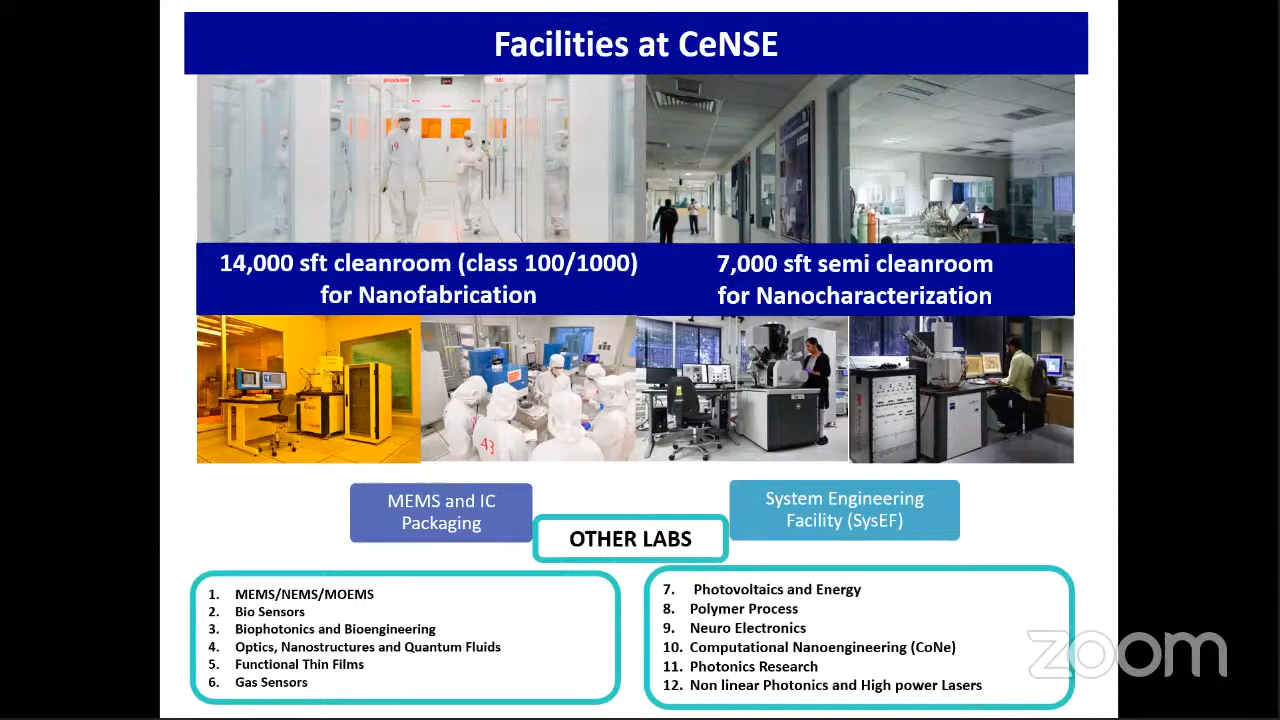 Facilities at CeNSE
14,000 sft cleanroom (class 100/1000)
for Nanofabrication
7,000 sft semi cleanroom
for Nanocharacterization
43
MEMS and IC
Packaging
System Engineering
Facility (SysEF)
OTHER LABS
1. MEMS/NEMS/MOEMS
2. Bio Sensors
3. Biophotonics and Bioengineering
4. Optics, Nanostructures and Quantum Fluids
5. Functional Thin Films
6. Gas Sensors
7. Photovoltaics and Energy
8. Polymer Process
9. Neuro Electronics
10. Computational Nanoengineering (CoNe)
11. Photonics Research
12. Non linear Photonics and High power Lasers
zoom